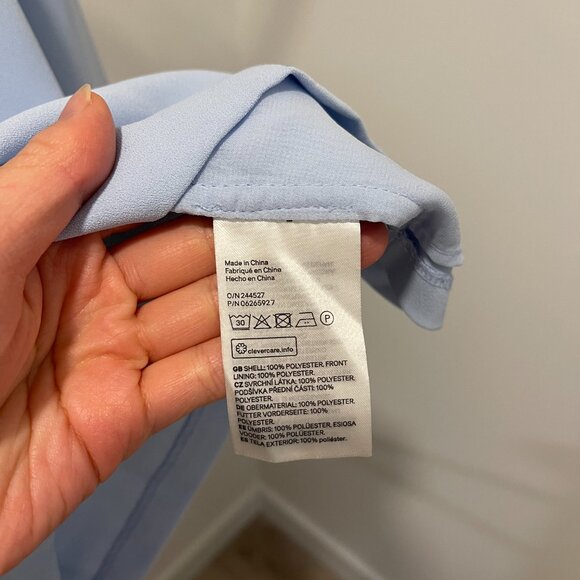 Made in China
Fabriqué en Chine
Hecho en China
O/N 244527
P/N 0626592 7
30
P
clevercare.info
GB SHELL: 100% POLYESTER. FRONT
LINING: 100% POLYESTER.
CZ SVRCHNÍ LÁTKA: 100% POLYESTER.
PODŠÍVKA PŘEDNÍ ČÁSTI: 100%
POLYESTER.
DE OBERMATERIAL: 100% POLYESTER.
FUTTER VORDERSEITE: 100%
POLYESTER.
EE ÜMBRIS: 100% POLÜESTER. ESIOSA
VOODER: 100% POLÜESTER.
ES TELA EXTERIOR: 100% poliéster.